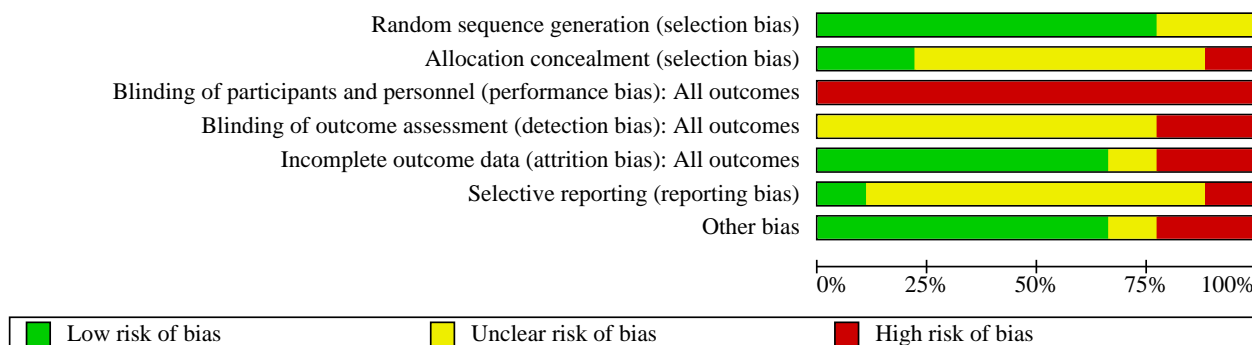 Random sequence generation (selection bias)
Allocation concealment (selection bias)
Blinding of participants and personnel (performance bias): All outcomes
Blinding of outcome assessment (detection bias): All outcomes
Incomplete outcome data (attrition bias): All outcomes
Selective reporting (reporting bias)
Other bias
0% 25% 50% 75% 100%
Low risk of bias Unclear risk of bias High risk of bias